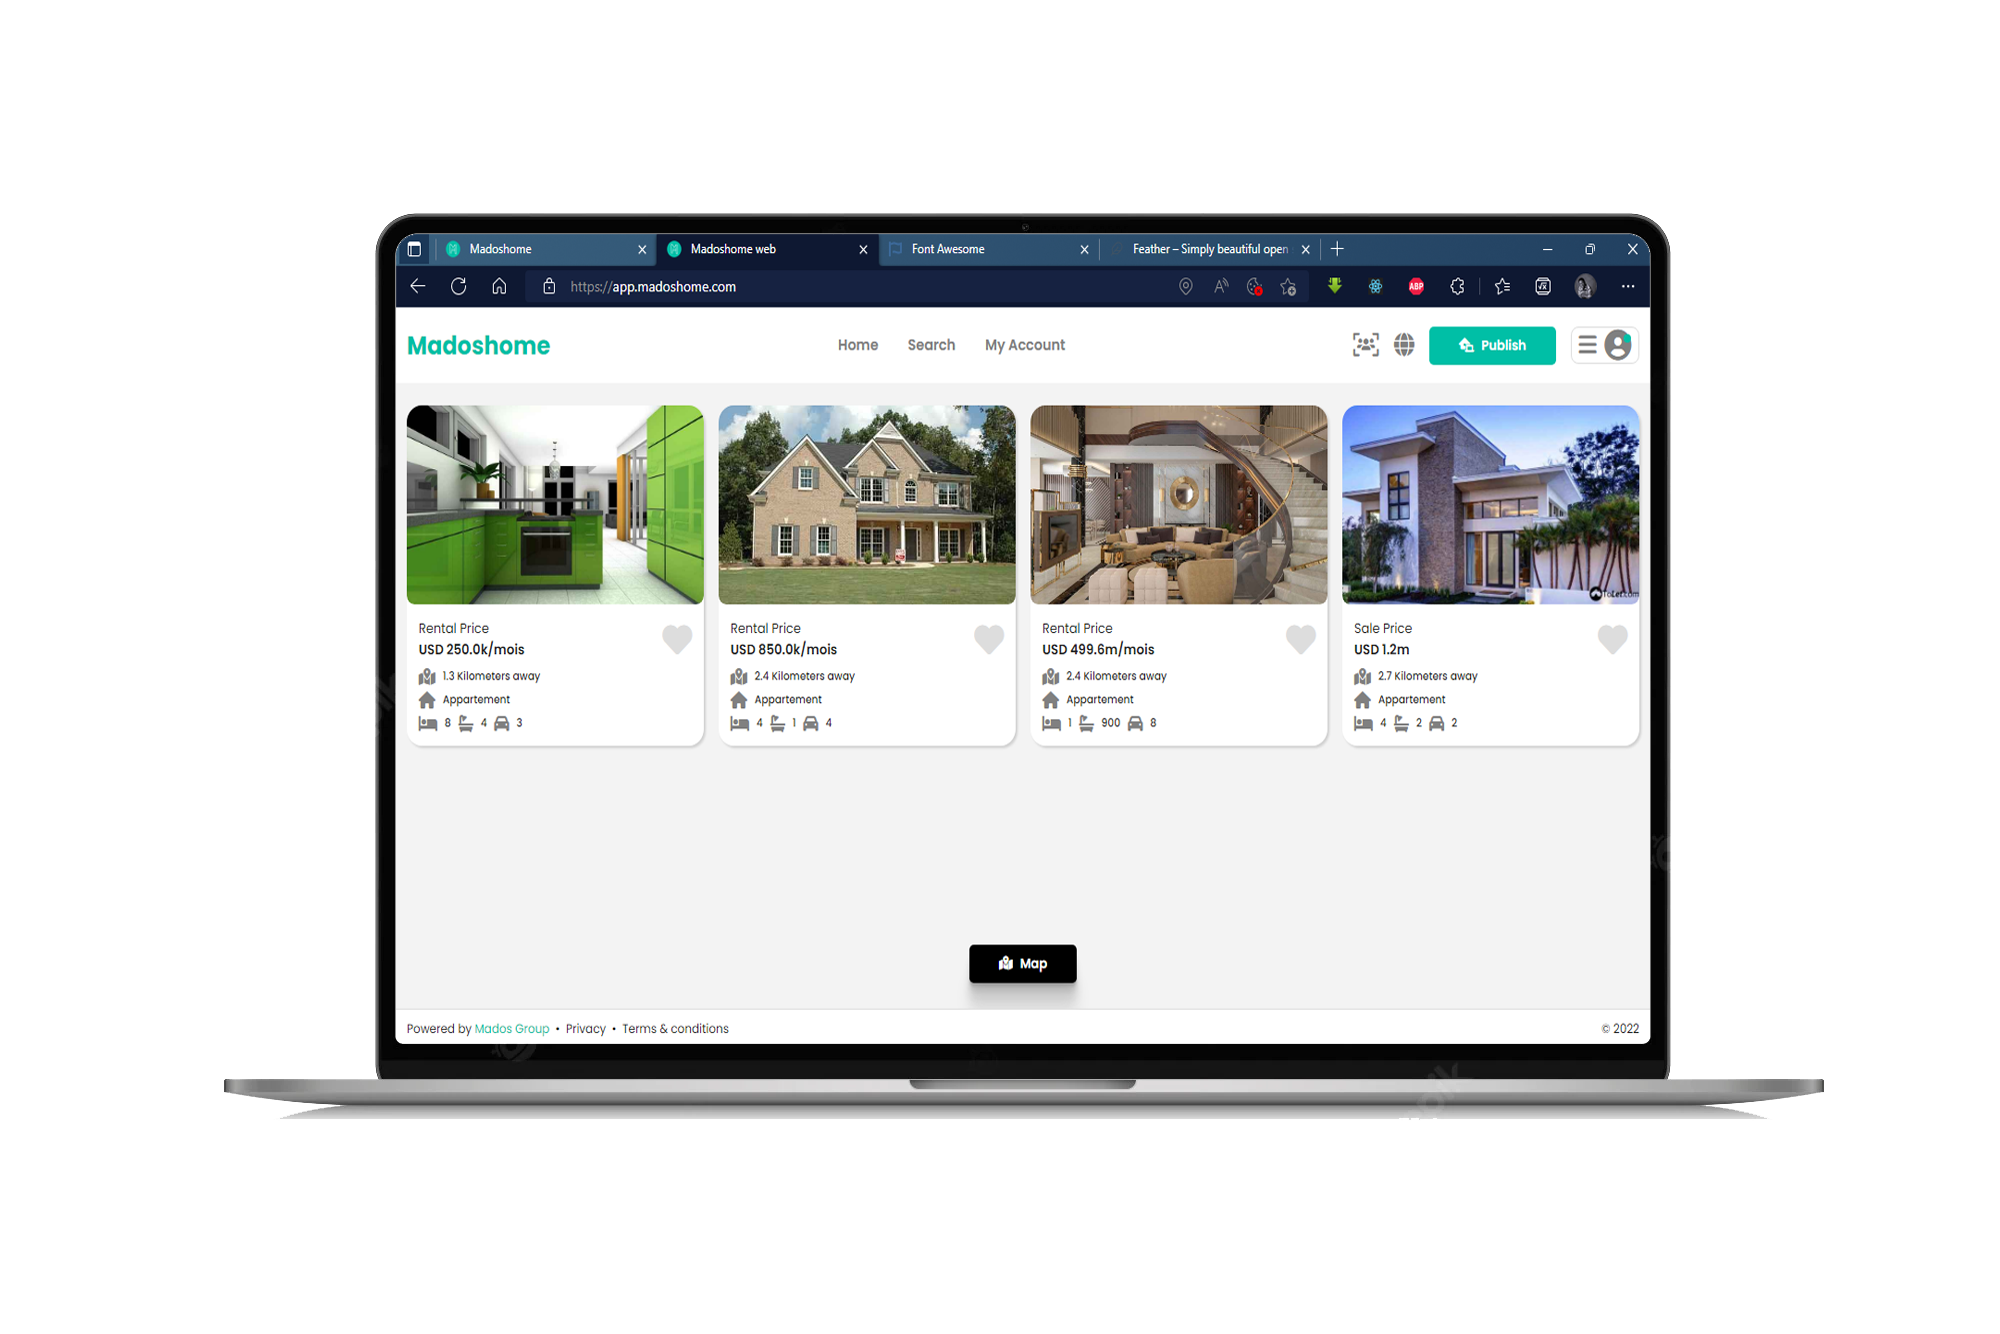 Madoshome
Madoshome web
Font Awesome
Feather – Simply beautiful open
https://app.madoshome.com
ABP
Madoshome
Home
Search
My Account
Publish
ToLet.com
Rental Price
USD 250.0k/mois
1.3 Kilometers away
Appartement
8 4 3
Rental Price
USD 850.0k/mois
2.4 Kilometers away
Appartement
4 1 4
Rental Price
USD 499.6m/mois
2.4 Kilometers away
Appartement
1 900 8
Sale Price
USD 1.2m
2.7 Kilometers away
Appartement
4 2 2
Map
Powered by Mados Group • Privacy • Terms & conditions
© 2022